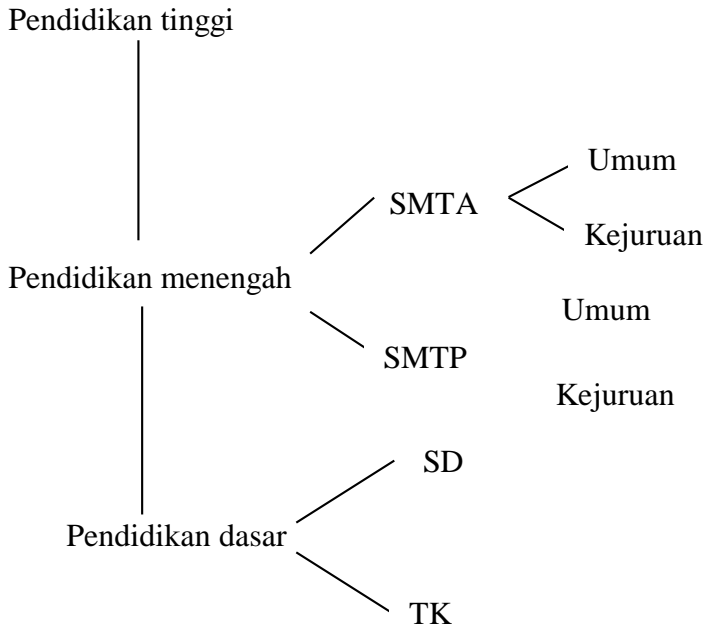 Pendidikan tinggi
Umum
SMTA
Kejuruan
Pendidikan menengah
Umum
SMTP
Kejuruan
SD
Pendidikan dasar
TK